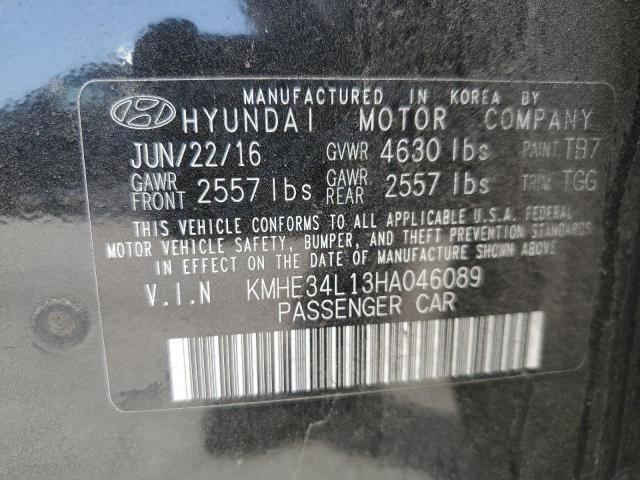 MANUFACTURED IN KOREA BY
HYUNDAI MOTOR COMPANY
JUN/22/16 GVWR 4630 lbs PAINT TB7
GAWR FRONT 2557 lbs GAWR REAR 2557 lbs TRIM TGG
THIS VEHICLE CONFORMS TO ALL APPLICABLE U.S.A. FEDERAL
MOTOR VEHICLE SAFETY, BUMPER, AND THEFT PREVENTION STANDARDS
IN EFFECT ON THE DATE OF MANUFACTURE SHOWN ABOVE.
V.I.N KMHE34L13HA046089
PASSENGER CAR